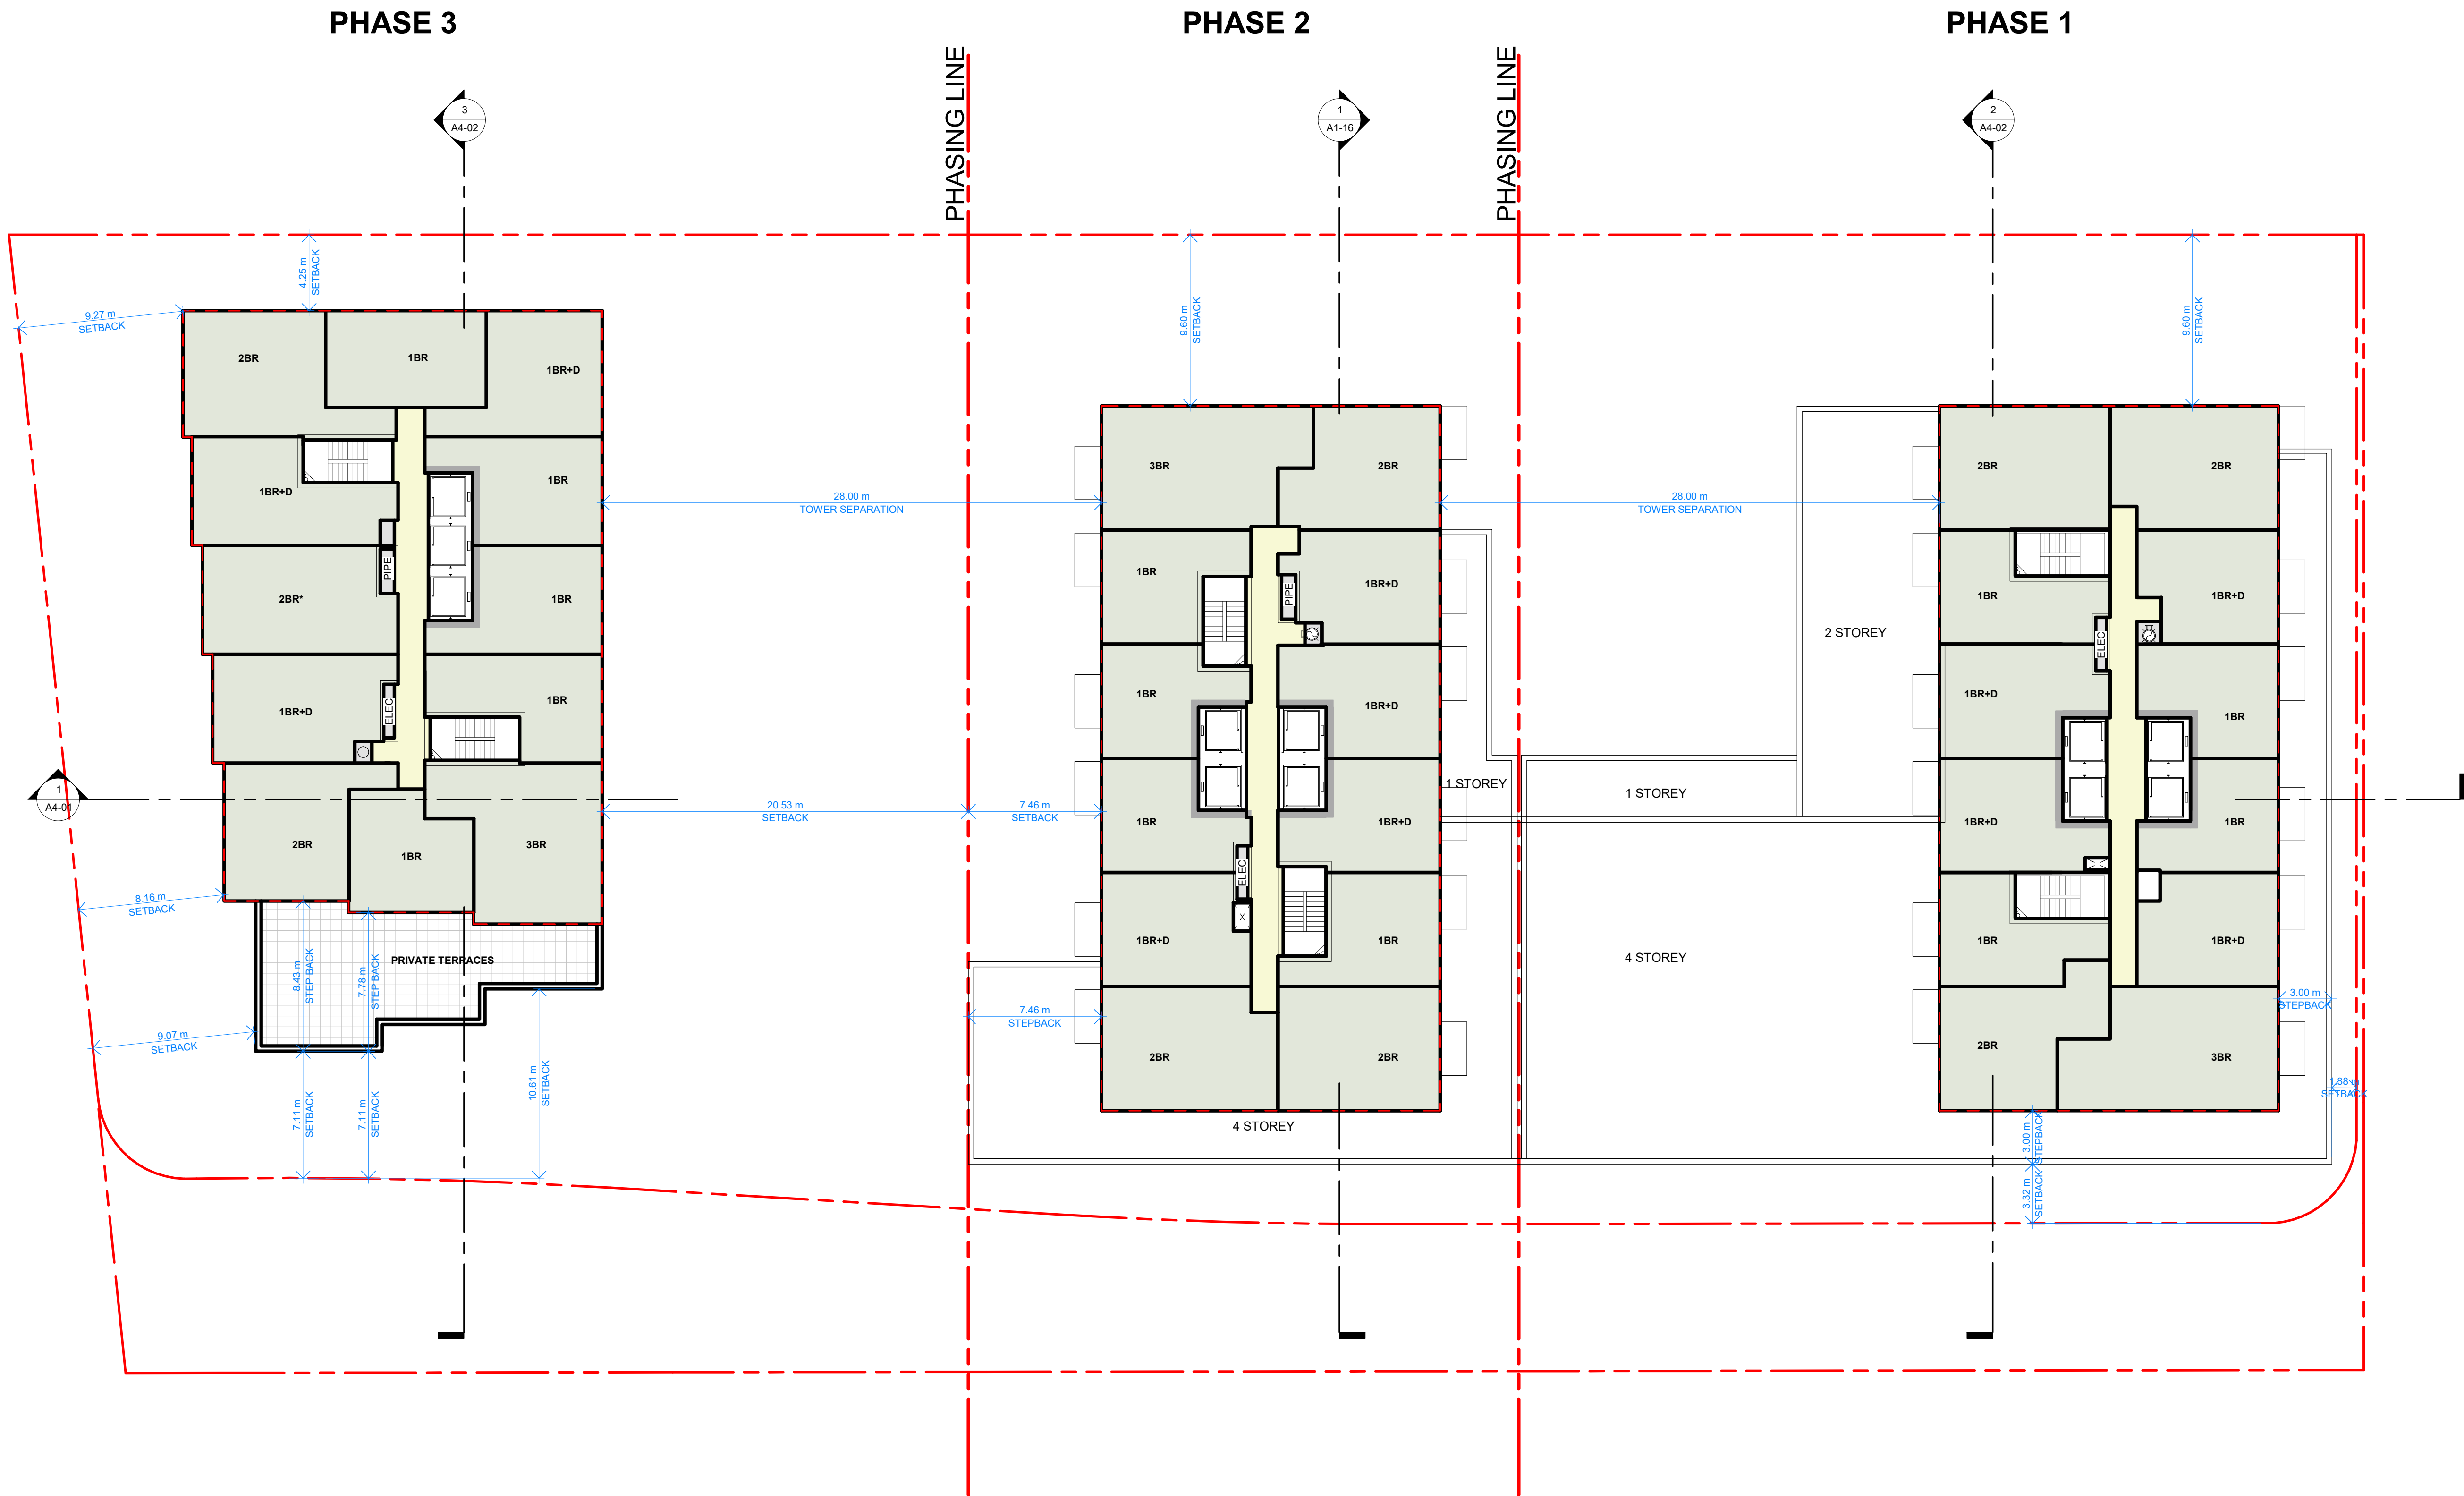 PHASE 3
PHASE 2
PHASE 1
PHASING LINE
PHASING LINE
3
A4-02
1
A1-16
2
A4-02
4.25 m
SETBACK
9.27 m
SETBACK
9.60 m
SETBACK
9.60 m
SETBACK
2BR
1BR
1BR+D
1BR+D
1BR
PIPE
2BR*
1BR
1BR+D
ELEC
1BR
2BR
1BR
3BR
1
A4-01
8.16 m
SETBACK
PRIVATE TERRACES
8.43 m
STEP BACK
7.78 m
STEP BACK
9.07 m
SETBACK
7.11 m
SETBACK
7.11 m
SETBACK
10.61 m
SETBACK
28.00 m
TOWER SEPARATION
20.53 m
SETBACK
7.46 m
SETBACK
7.46 m
STEPBACK
3BR
2BR
1BR
PIPE
1BR+D
1BR
1BR+D
1BR
1BR+D
ELEC
X
1BR+D
1BR
2BR
2BR
4 STOREY
28.00 m
TOWER SEPARATION
1 STOREY
1 STOREY
2 STOREY
4 STOREY
2BR
2BR
1BR
1BR+D
ELEC
1BR+D
1BR
1BR+D
1BR
1BR
1BR+D
2BR
3BR
3.00 m
STEPBACK
1.38 m
SETBACK
3.00 m
STEPBACK
3.32 m
SETBACK